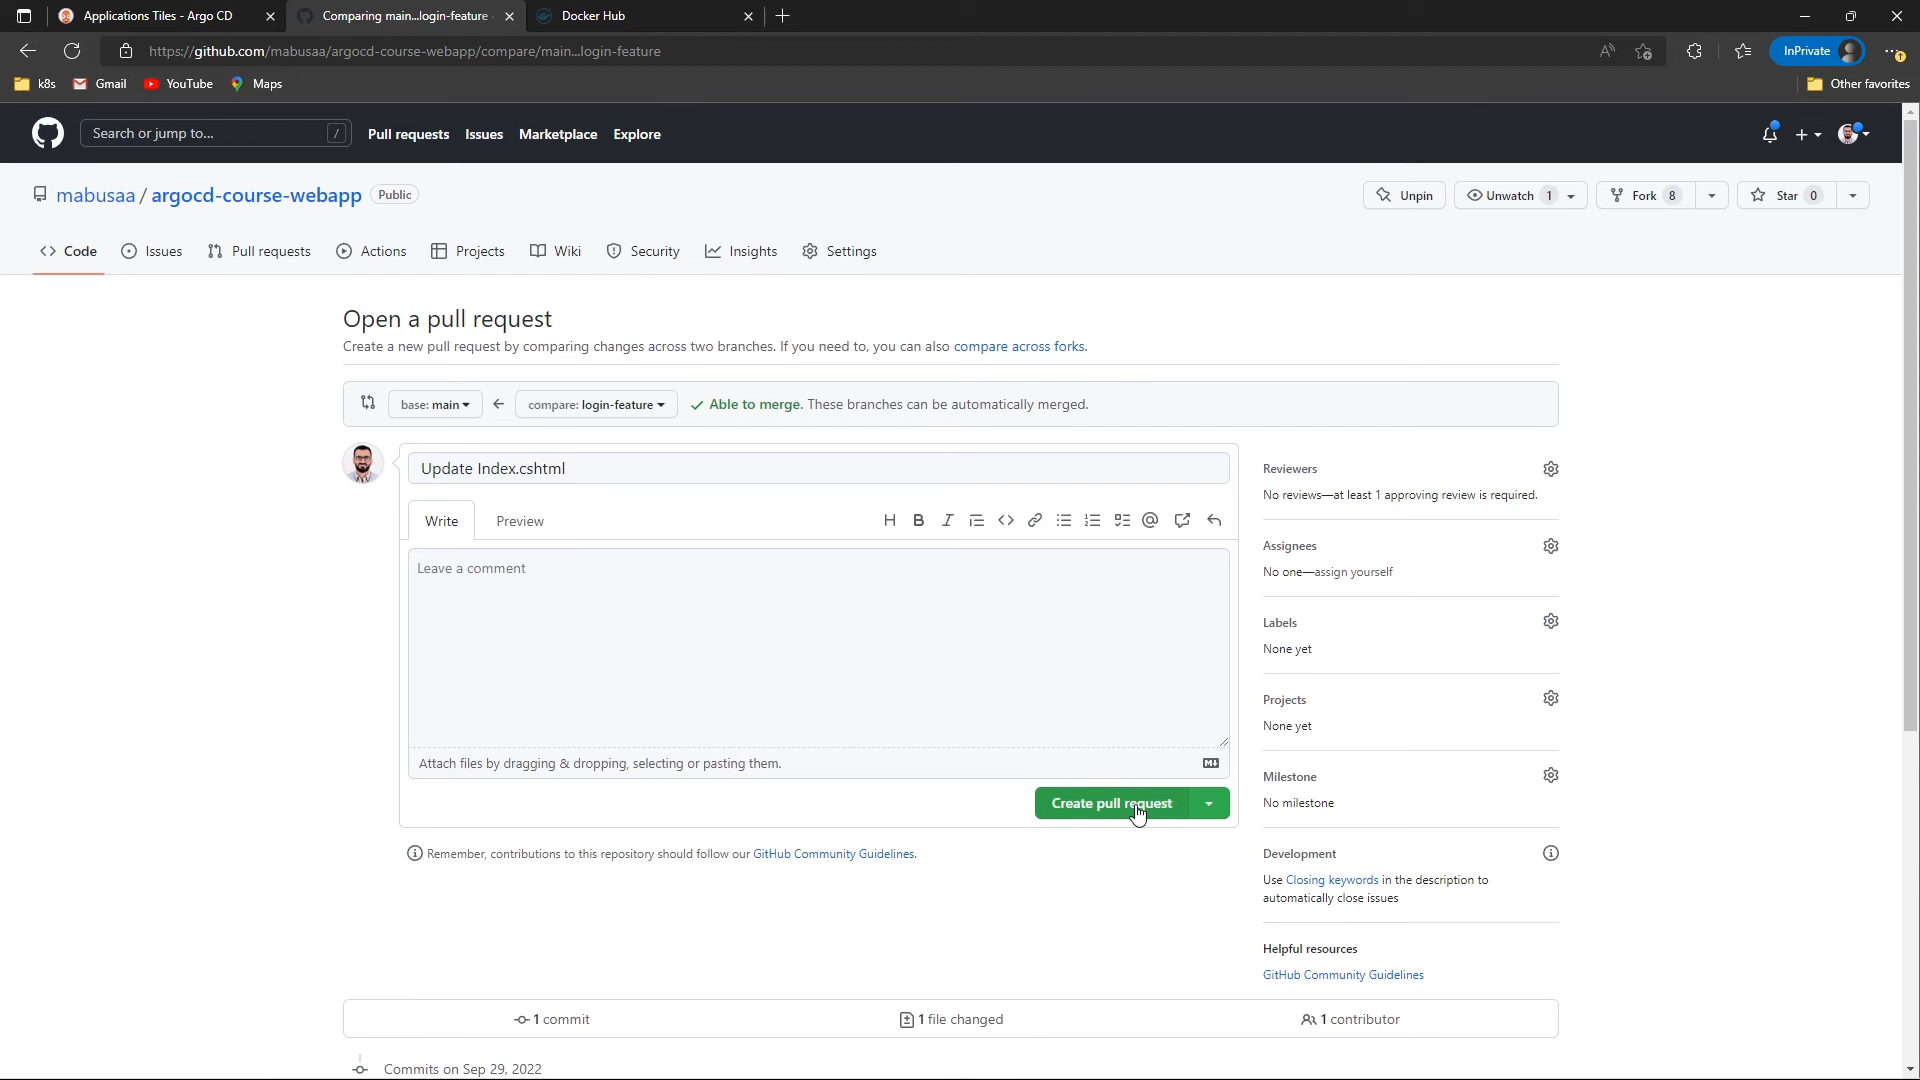 Applications Tiles - Argo CD
Comparing main...login-feature
Docker Hub
https://github.com/mabusaa/argocd-course-webapp/compare/main...login-feature
InPrivate
k8s
Gmail
YouTube
Maps
Other favorites
Search or jump to...
/
Pull requests
Issues
Marketplace
Explore
mabusaa / argocd-course-webapp
Public
Unpin
Unwatch 1
Fork 8
Star 0
Code
Issues
Pull requests
Actions
Projects
Wiki
Security
Insights
Settings
Open a pull request
Create a new pull request by comparing changes across two branches. If you need to, you can also compare across forks.
base: main
compare: login-feature
Able to merge. These branches can be automatically merged.
Update Index.cshtml
Write
Preview
Leave a comment
Attach files by dragging & dropping, selecting or pasting them.
Create pull request
Remember, contributions to this repository should follow our GitHub Community Guidelines.
Reviewers
No reviews—at least 1 approving review is required.
Assignees
No one—assign yourself
Labels
None yet
Projects
None yet
Milestone
No milestone
Development
Use Closing keywords in the description to
automatically close issues
Helpful resources
GitHub Community Guidelines
1 commit
1 file changed
1 contributor
Commits on Sep 29, 2022